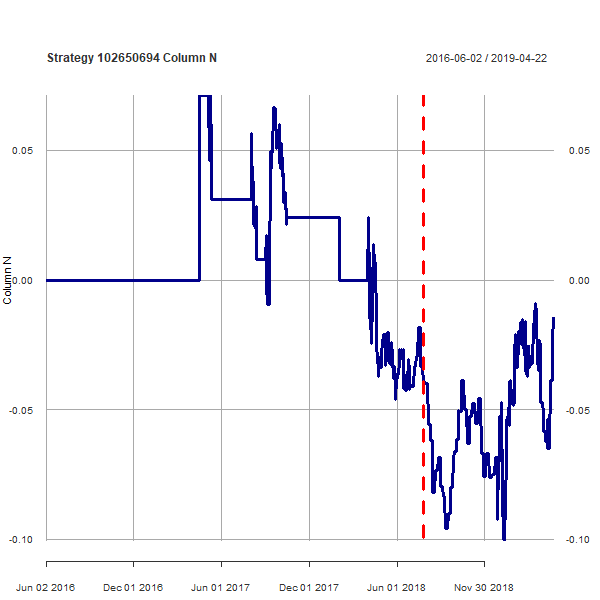 Strategy 102650694 Column N
2016-06-02 / 2019-04-22
0.05 0.05
0.00 0.00
Column N
-0.05 -0.05
-0.10 -0.10
Jun 02 2016 Dec 01 2016 Jun 01 2017 Dec 01 2017 Jun 01 2018 Nov 30 2018